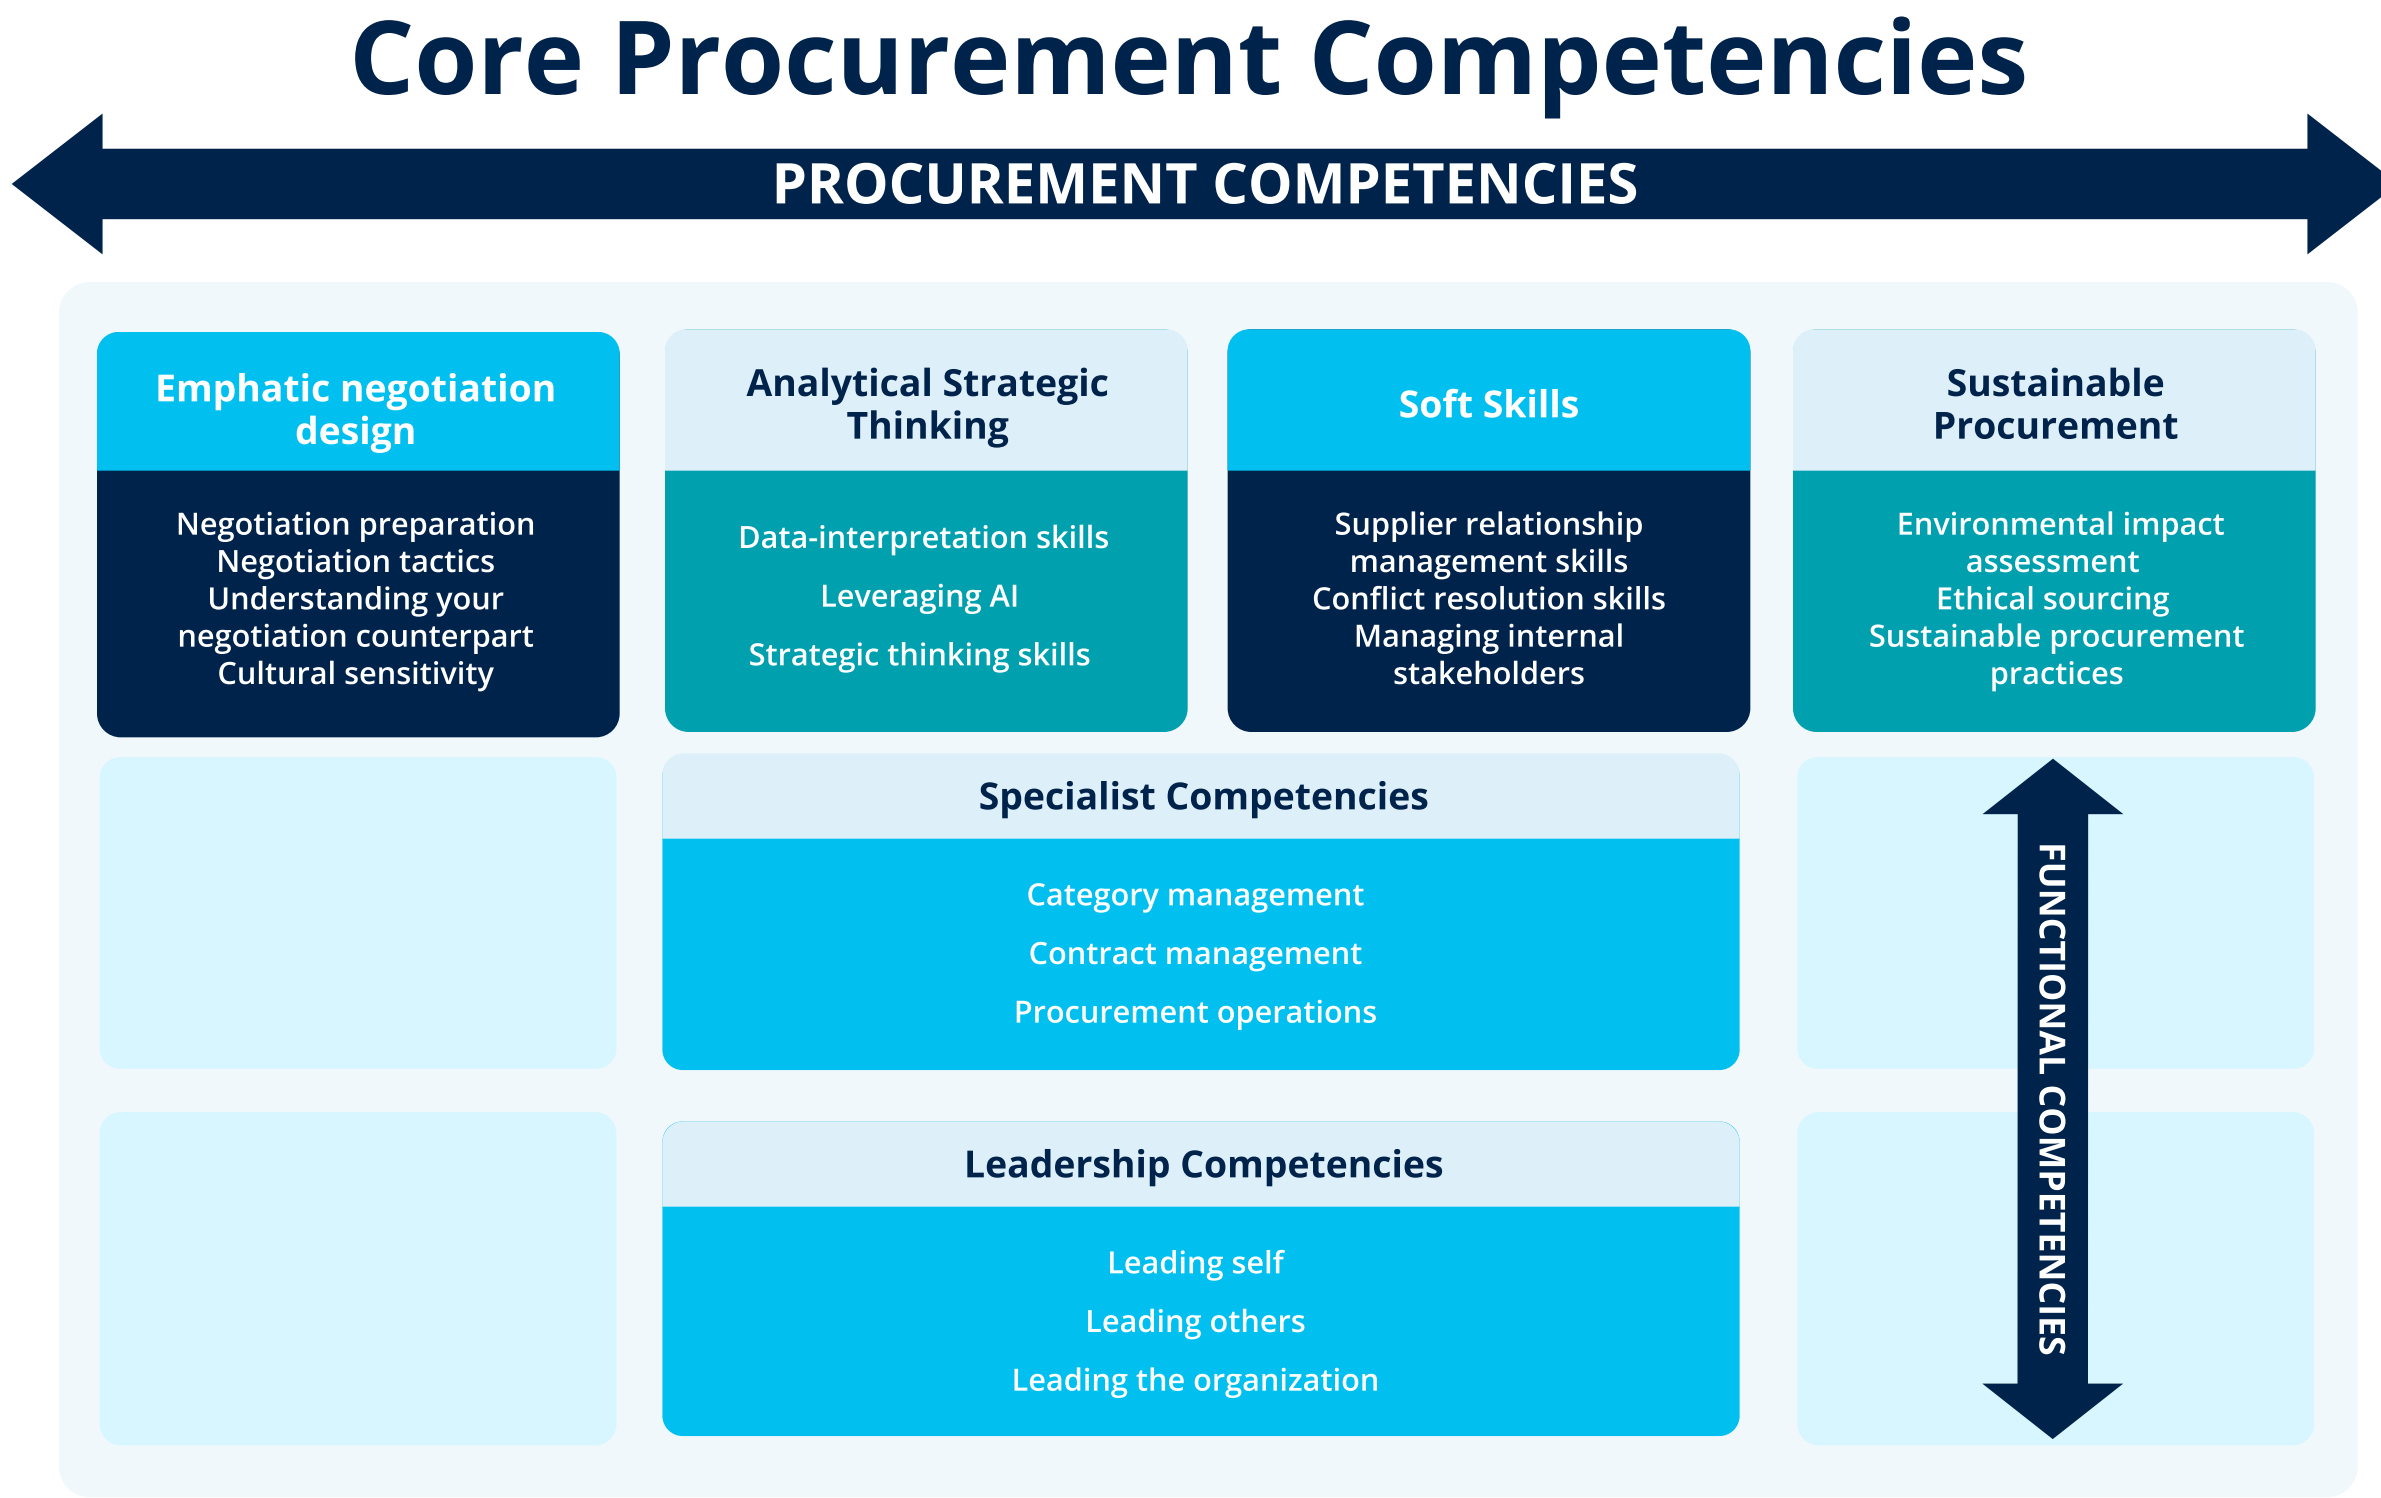 Core Procurement Competencies
PROCUREMENT COMPETENCIES
Emphatic negotiation
design
Negotiation preparation
Negotiation tactics
Understanding your
negotiation counterpart
Cultural sensitivity
Analytical Strategic
Thinking
Data-interpretation skills
Leveraging AI
Strategic thinking skills
Soft Skills
Supplier relationship
management skills
Conflict resolution skills
Managing internal
stakeholders
Sustainable
Procurement
Environmental impact
assessment
Ethical sourcing
Sustainable procurement
practices
Specialist Competencies
Category management
Contract management
Procurement operations
Leadership Competencies
Leading self
Leading others
Leading the organization
FUNCTIONAL COMPETENCIES